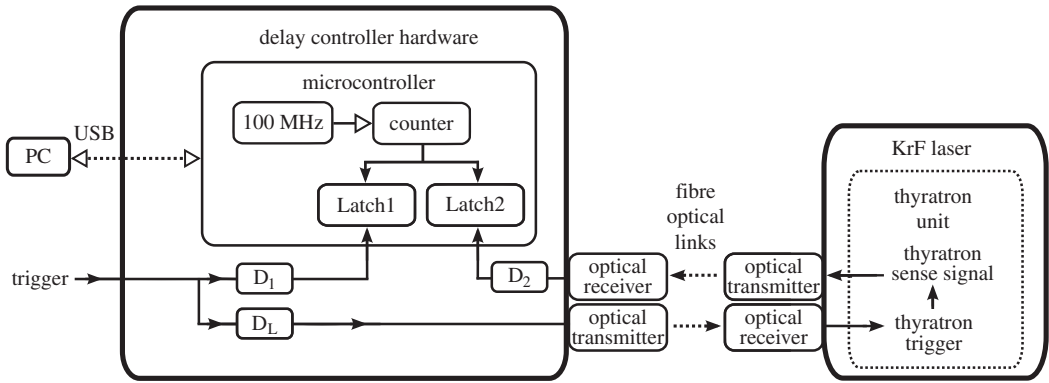 delay controller hardware
microcontroller
100 MHz
counter
USB
PC
KrF laser
Latch1
Latch2
fibre
optical
links
thyratron
unit
trigger
D1
D2
optical
receiver
optical
transmitter
thyratron
sense signal
DL
optical
transmitter
optical
receiver
thyratron
trigger